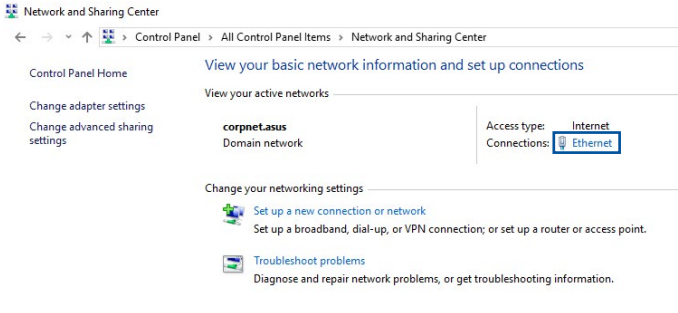 Network and Sharing Center
Control Panel > All Control Panel Items > Network and Sharing Center
Control Panel Home
Change adapter settings
Change advanced sharing
settings
View your basic network information and set up connections
View your active networks
corpnet.asus
Domain network
Access type: Internet
Connections: Ethernet
Change your networking settings
Set up a new connection or network
Set up a broadband, dial-up, or VPN connection; or set up a router or access point.
Troubleshoot problems
Diagnose and repair network problems, or get troubleshooting information.